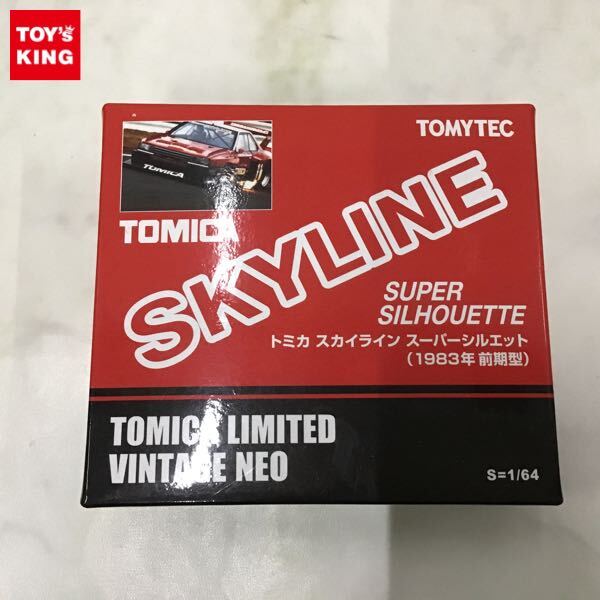 TOY's
KING
TOMYTEC
TOMICA
TOMICA
SKYLINE
SUPER
SILHOUETTE
トミカ スカイライン スーパーシルエット
(1983年 前期型)
TOMICA LIMITED
VINTAGE NEO
S=1/64